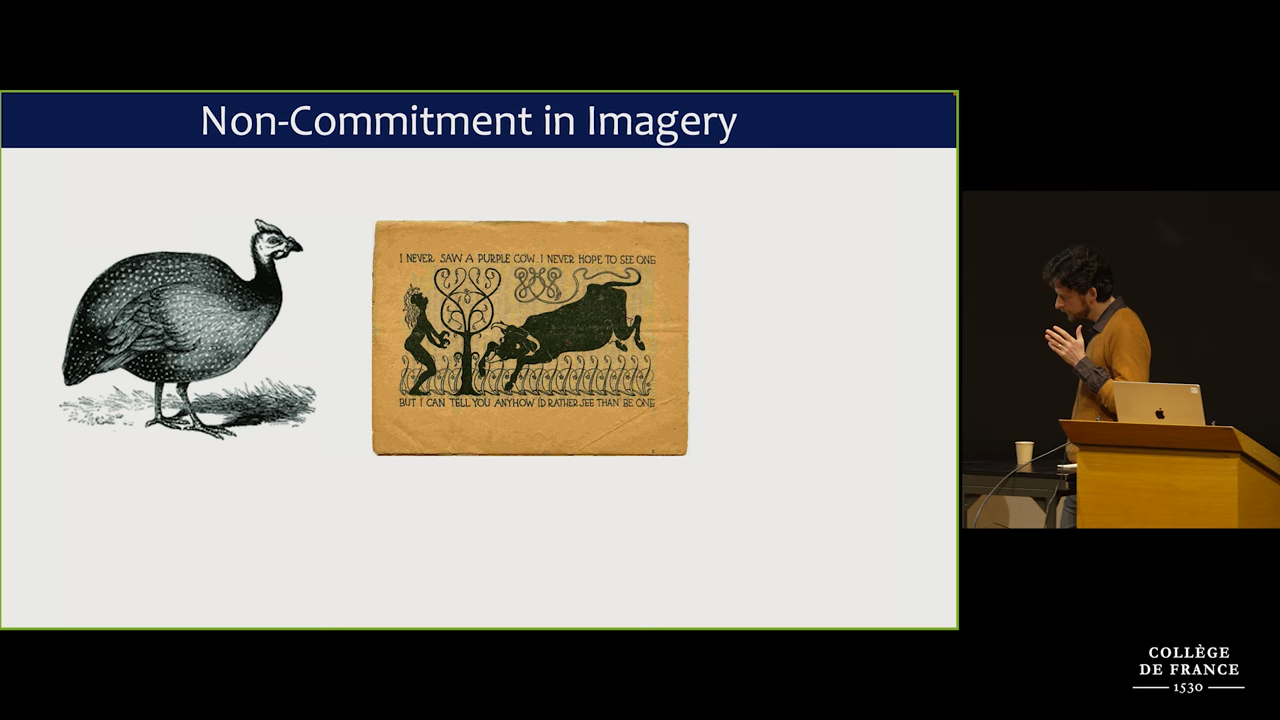 Non-Commitment in Imagery
I NEVER SAW A PURPLE COW. I NEVER HOPE TO SEE ONE
BUT I CAN TELL YOU ANYHOW I'D RATHER SEE THAN BE ONE
COLLÈGE
DE FRANCE
1530